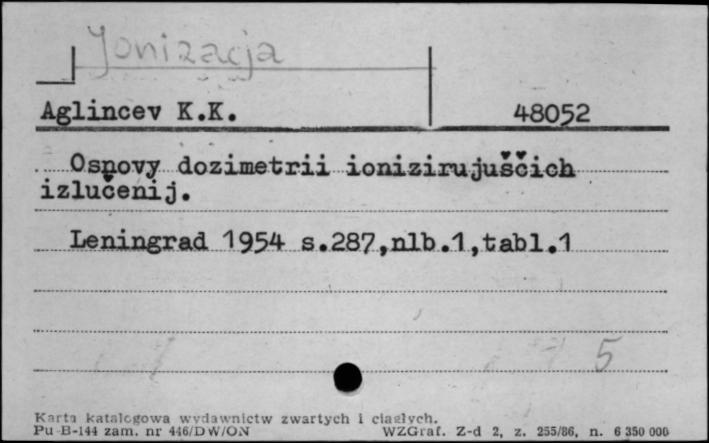 Jonizacja
Aglincev K.K. 48052
Osnovy dozimetrii ionizirujuščich
izlučenij.
Leningrad 1954 s.287,nlb.1,tabl.1
5
Karta katalogowa wydawnictw zwartych i ciągłych.
Pu B-144 zam. nr 446/DW/ON WZGraf. Z-d 2, z. 255/86, n. 6 350 000